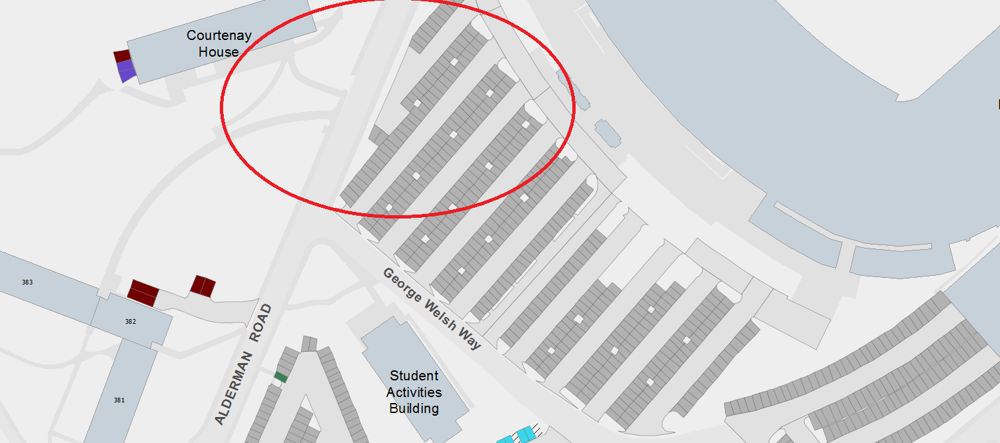 Courtenay
House
383
382
381
ALDERMAN ROAD
George Welsh Way
Student
Activities
Building